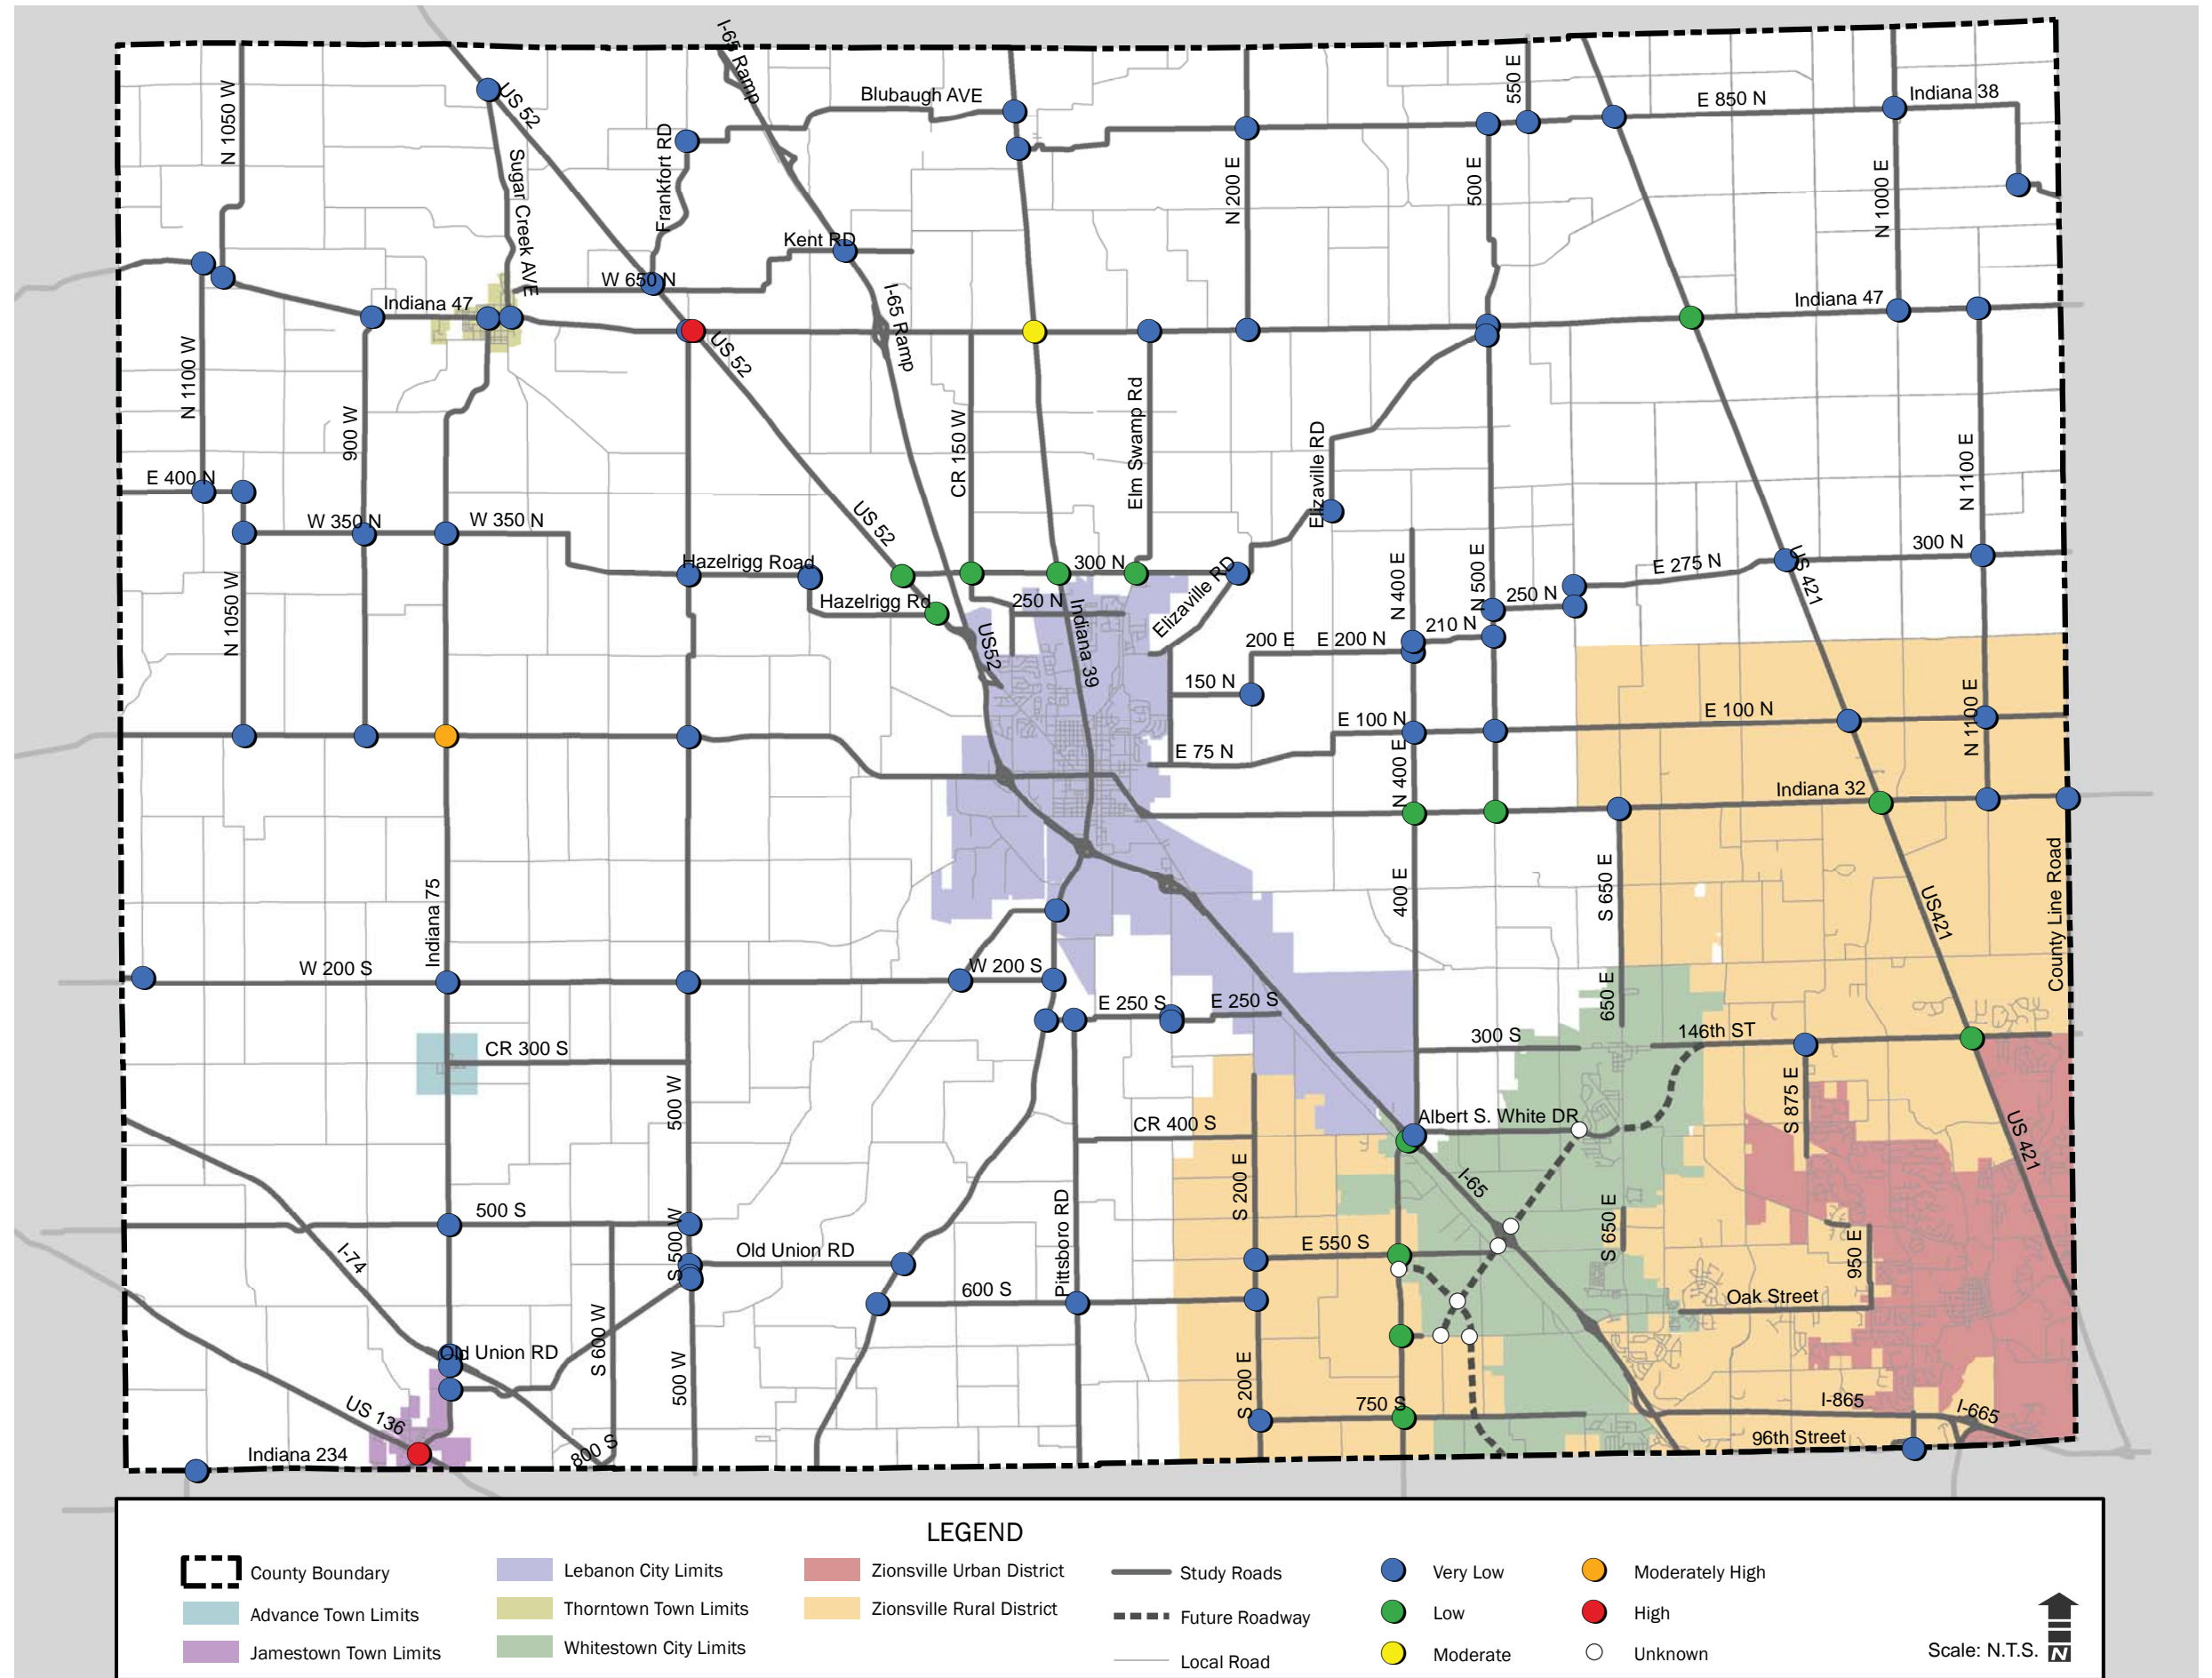 I-65 Ramp
N 1050 W
US 52
Blubaugh AVE
550 E
E 850 N
Indiana 38
Frankfort RD
Sugar Creek AVE
N 200 E
500 E
N 1000 E
Kent RD
W 650 N
Indiana 47
I-65 Ramp
Indiana 47
US 52
N 1100 W
900 W
CR 150 W
Elm Swamp Rd
Elizaville RD
N 1100 E
E 400 N
W 350 N
W 350 N
US 52
Hazelrigg Road
300 N
N 400 E
N 500 E
E 275 N
300 N
US 421
Hazelrigg Rd
250 N
Elizaville RD
250 N
N 1050 W
US52
Indiana 39
200 E
E 200 N
210 N
150 N
E 100 N
E 100 N
N 1100 E
E 75 N
N 400 E
Indiana 32
Indiana 75
400 E
S 650 E
US421
County Line Road
W 200 S
W 200 S
E 250 S
E 250 S
650 E
300 S
146th ST
CR 300 S
500 W
S 875 E
Albert S. White DR
CR 400 S
US 421
I-65
S 200 E
500 S
S 500 W
Old Union RD
Pittsboro RD
E 550 S
S 650 E
950 E
I-74
600 S
Oak Street
Old Union RD
S 600 W
500 W
S 200 E
US 136
750 S
I-865
I-665
96th Street
Indiana 234
800 S
LEGEND
County Boundary
Advance Town Limits
Jamestown Town Limits
Lebanon City Limits
Thorntown Town Limits
Whitestown City Limits
Zionsville Urban District
Zionsville Rural District
Study Roads
Future Roadway
Local Road
Very Low
Low
Moderate
Moderately High
High
Unknown
Scale: N.T.S.
N